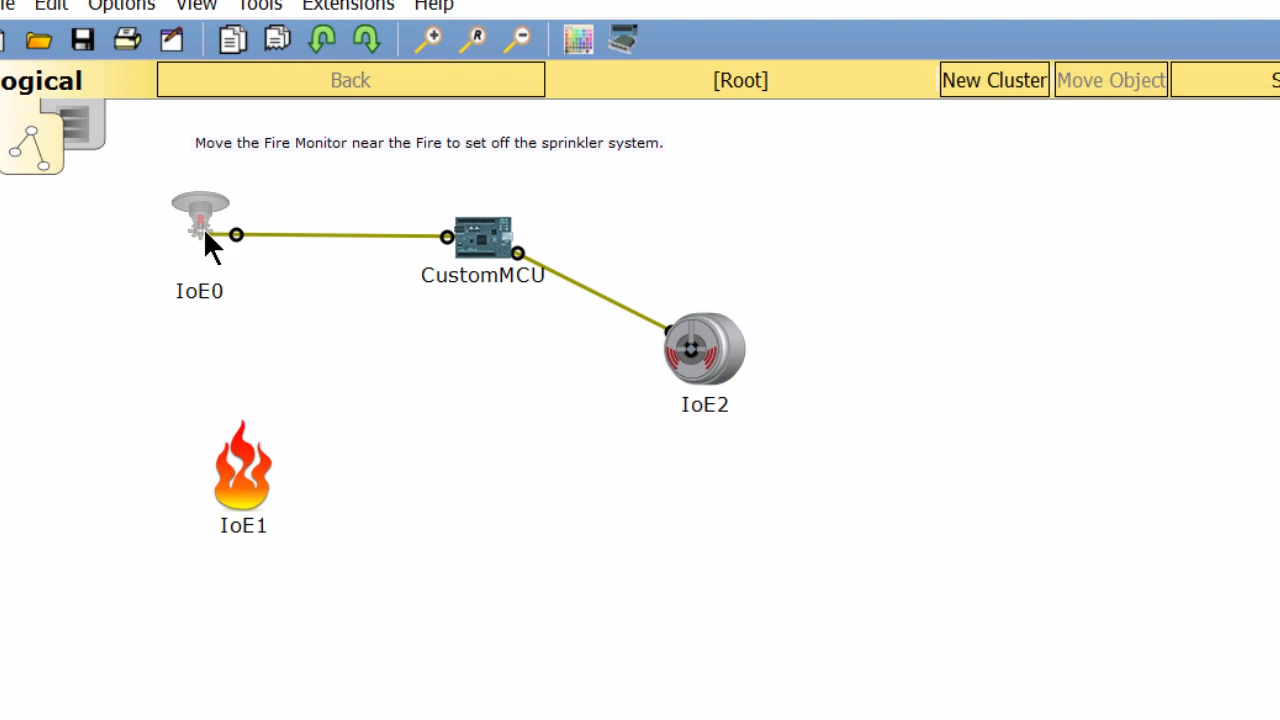 le Edit Options View Tools Extensions Help
R
ogical Back [Root] New Cluster Move Object S
Move the Fire Monitor near the Fire to set off the sprinkler system.
IoE0
CustomMCU
IoE2
IoE1